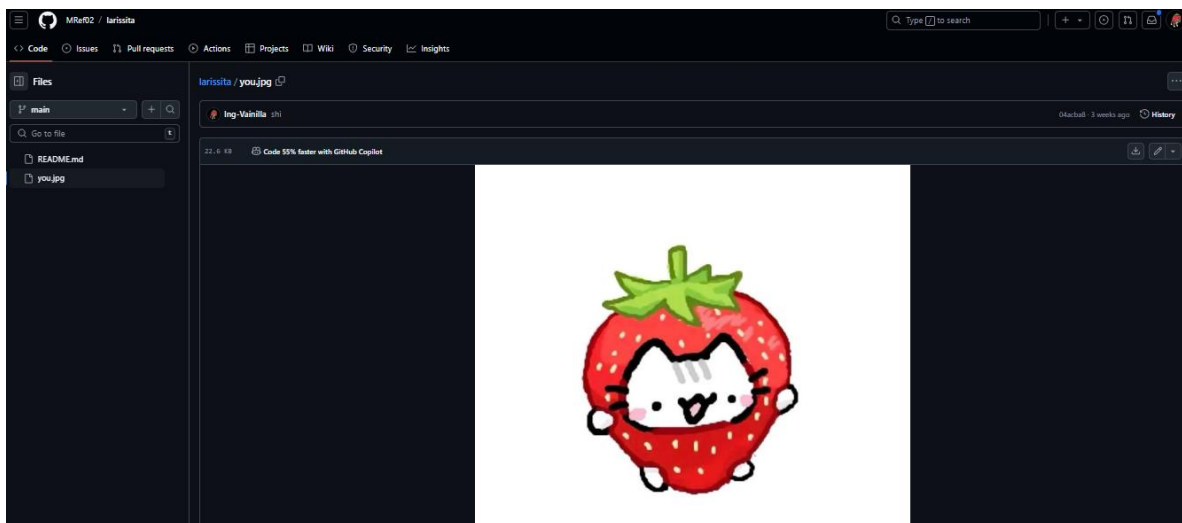 MRef02 / larissita
Type / to search
Code Issues Pull requests Actions Projects Wiki Security Insights
Files
larissita / you.jpg
main
Ing-Vainilla shi
04acba8 · 3 weeks ago History
Go to file t
22.6 KB Code 55% faster with GitHub Copilot
README.md
you.jpg